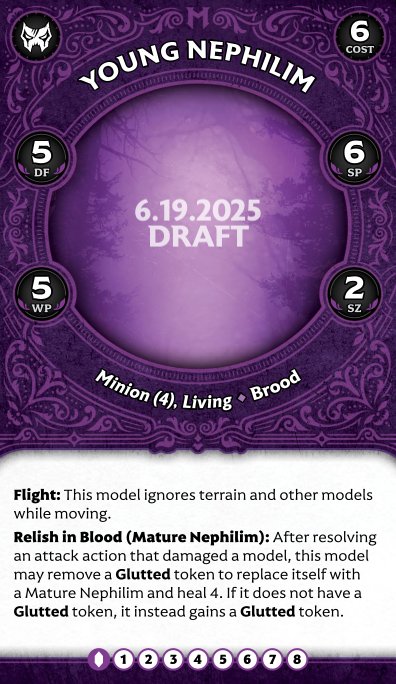 6
COST
YOUNG NEPHILIM
5
DF
6
SP
6.19.2025
DRAFT
5
WP
2
SZ
Minion (4), Living ♦ Brood
Flight: This model ignores terrain and other models
while moving.
Relish in Blood (Mature Nephilim): After resolving
an attack action that damaged a model, this model
may remove a Glutted token to replace itself with
a Mature Nephilim and heal 4. If it does not have a
Glutted token, it instead gains a Glutted token.
1 2 3 4 5 6 7 8